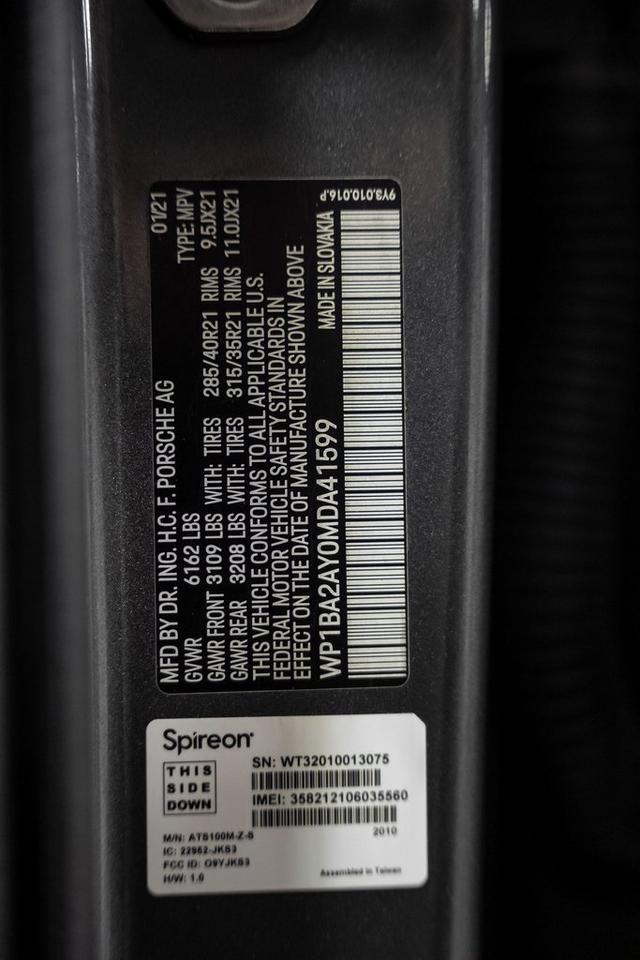 MFD BY DR. ING. H.C. F. PORSCHE AG 01/21
GVWR 6162 LBS TYPE: MPV
GAWR FRONT 3109 LBS WITH: TIRES 285/40R21 RIMS 9.5JX21
GAWR REAR 3208 LBS WITH: TIRES 315/35R21 RIMS 11.0JX21
THIS VEHICLE CONFORMS TO ALL APPLICABLE U.S.
FEDERAL MOTOR VEHICLE SAFETY STANDARDS IN
EFFECT ON THE DATE OF MANUFACTURE SHOWN ABOVE
WP1BA2AY0MDA41599 MADE IN SLOVAKIA
9Y3.010.016.P
Spireon
THIS
SIDE
DOWN
SN: WT32010013075
IMEI: 358212106035560
2010
M/N: ATS100M-Z-S
IC: 22952-JKS3
FCC ID: O9YJKS3
H/W: 1.0
Assembled in Taiwan